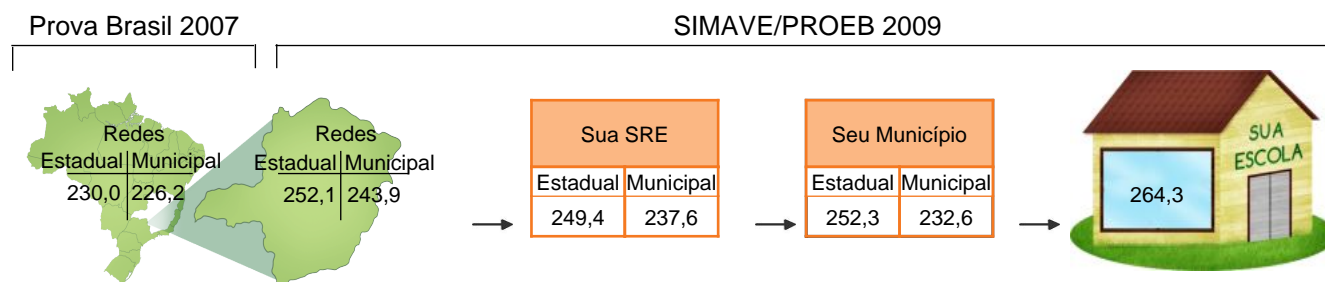 Prova Brasil 2007
SIMAVE/PROEB 2009
Redes
Estadual Municipal
230,0 226,2
Redes
Estadual Municipal
252,1 243,9
Sua SRE
Estadual Municipal
249,4 237,6
Seu Município
Estadual Municipal
252,3 232,6
SUA
ESCOLA
264,3